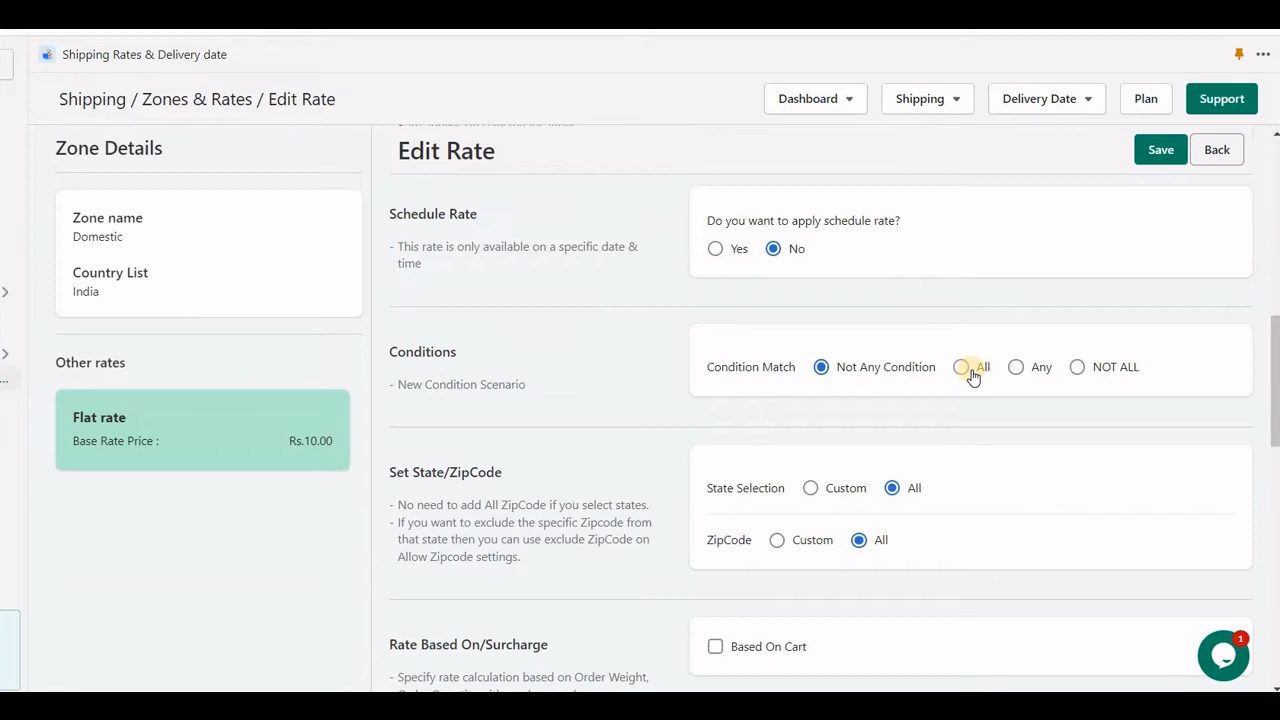 Shipping Rates & Delivery date
Shipping / Zones & Rates / Edit Rate
Dashboard
Shipping
Delivery Date
Plan
Support
Zone Details
Zone name
Domestic
Country List
India
Other rates
Flat rate
Base Rate Price : Rs.10.00
Edit Rate
Save
Back
Schedule Rate
- This rate is only available on a specific date &
time
Do you want to apply schedule rate?
Yes No
Conditions
- New Condition Scenario
Condition Match Not Any Condition All Any NOT ALL
Set State/ZipCode
- No need to add All ZipCode if you select states.
- If you want to exclude the specific Zipcode from
that state then you can use exclude ZipCode on
Allow Zipcode settings.
State Selection Custom All
ZipCode Custom All
Rate Based On/Surcharge
- Specify rate calculation based on Order Weight,
Based On Cart
1